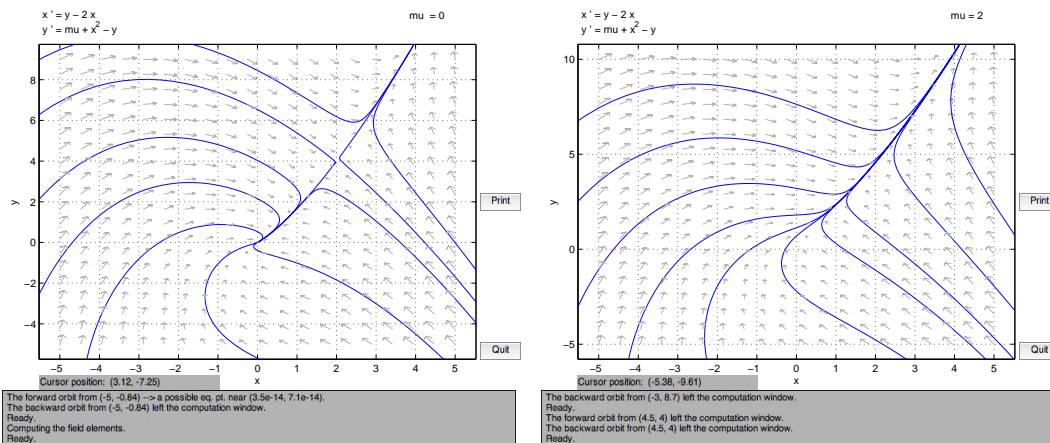 x ' = y − 2 x
y ' = mu + x² − y
mu = 0
8
6
4
2
0
−2
−4
y
−5 −4 −3 −2 −1 0 1 2 3 4 5
x
Print
Quit
Cursor position: (3.12, -7.25)
The forward orbit from (-5, -0.84) --> a possible eq. pt. near (3.5e-14, 7.1e-14).
The backward orbit from (-5, -0.84) left the computation window.
Ready.
Computing the field elements.
Ready.
x ' = y − 2 x
y ' = mu + x² − y
mu = 2
10
5
0
−5
y
−5 −4 −3 −2 −1 0 1 2 3 4 5
x
Print
Quit
Cursor position: (-5.38, -9.61)
The backward orbit from (-3, 8.7) left the computation window.
Ready.
The forward orbit from (4.5, 4) left the computation window.
The backward orbit from (4.5, 4) left the computation window.
Ready.